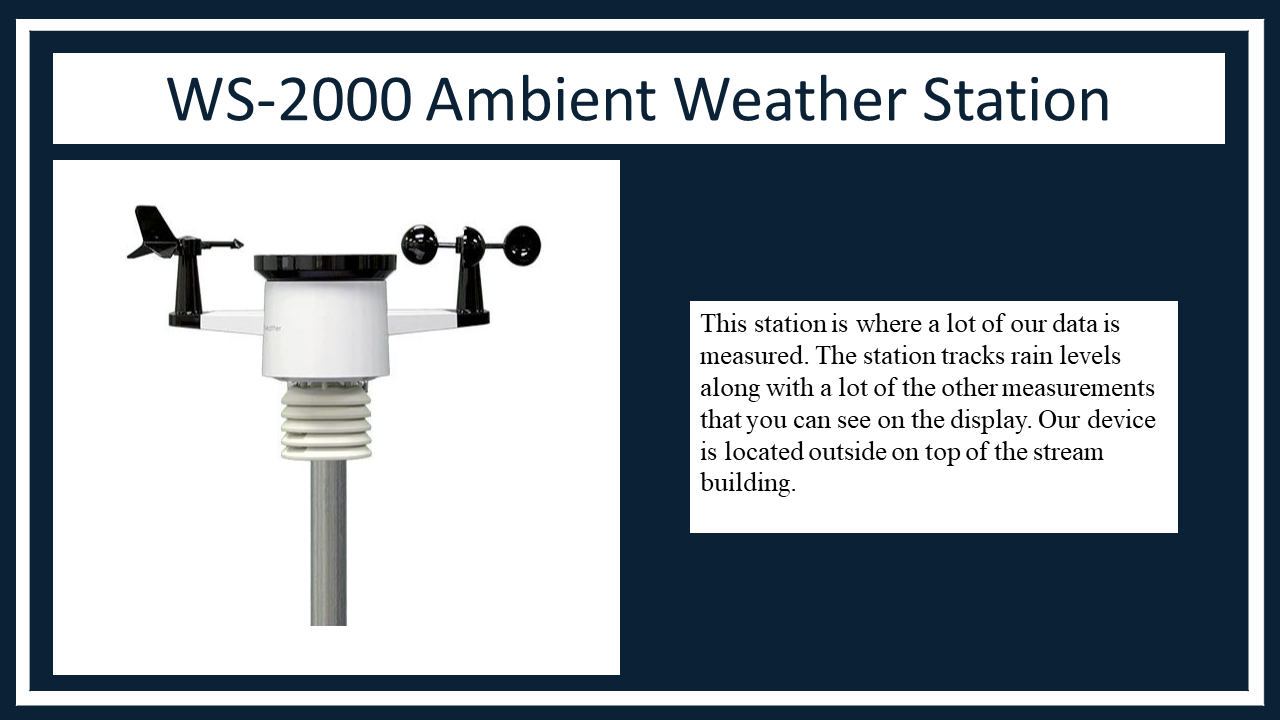 WS-2000 Ambient Weather Station
This station is where a lot of our data is
measured. The station tracks rain levels
along with a lot of the other measurements
that you can see on the display. Our device
is located outside on top of the stream
building.